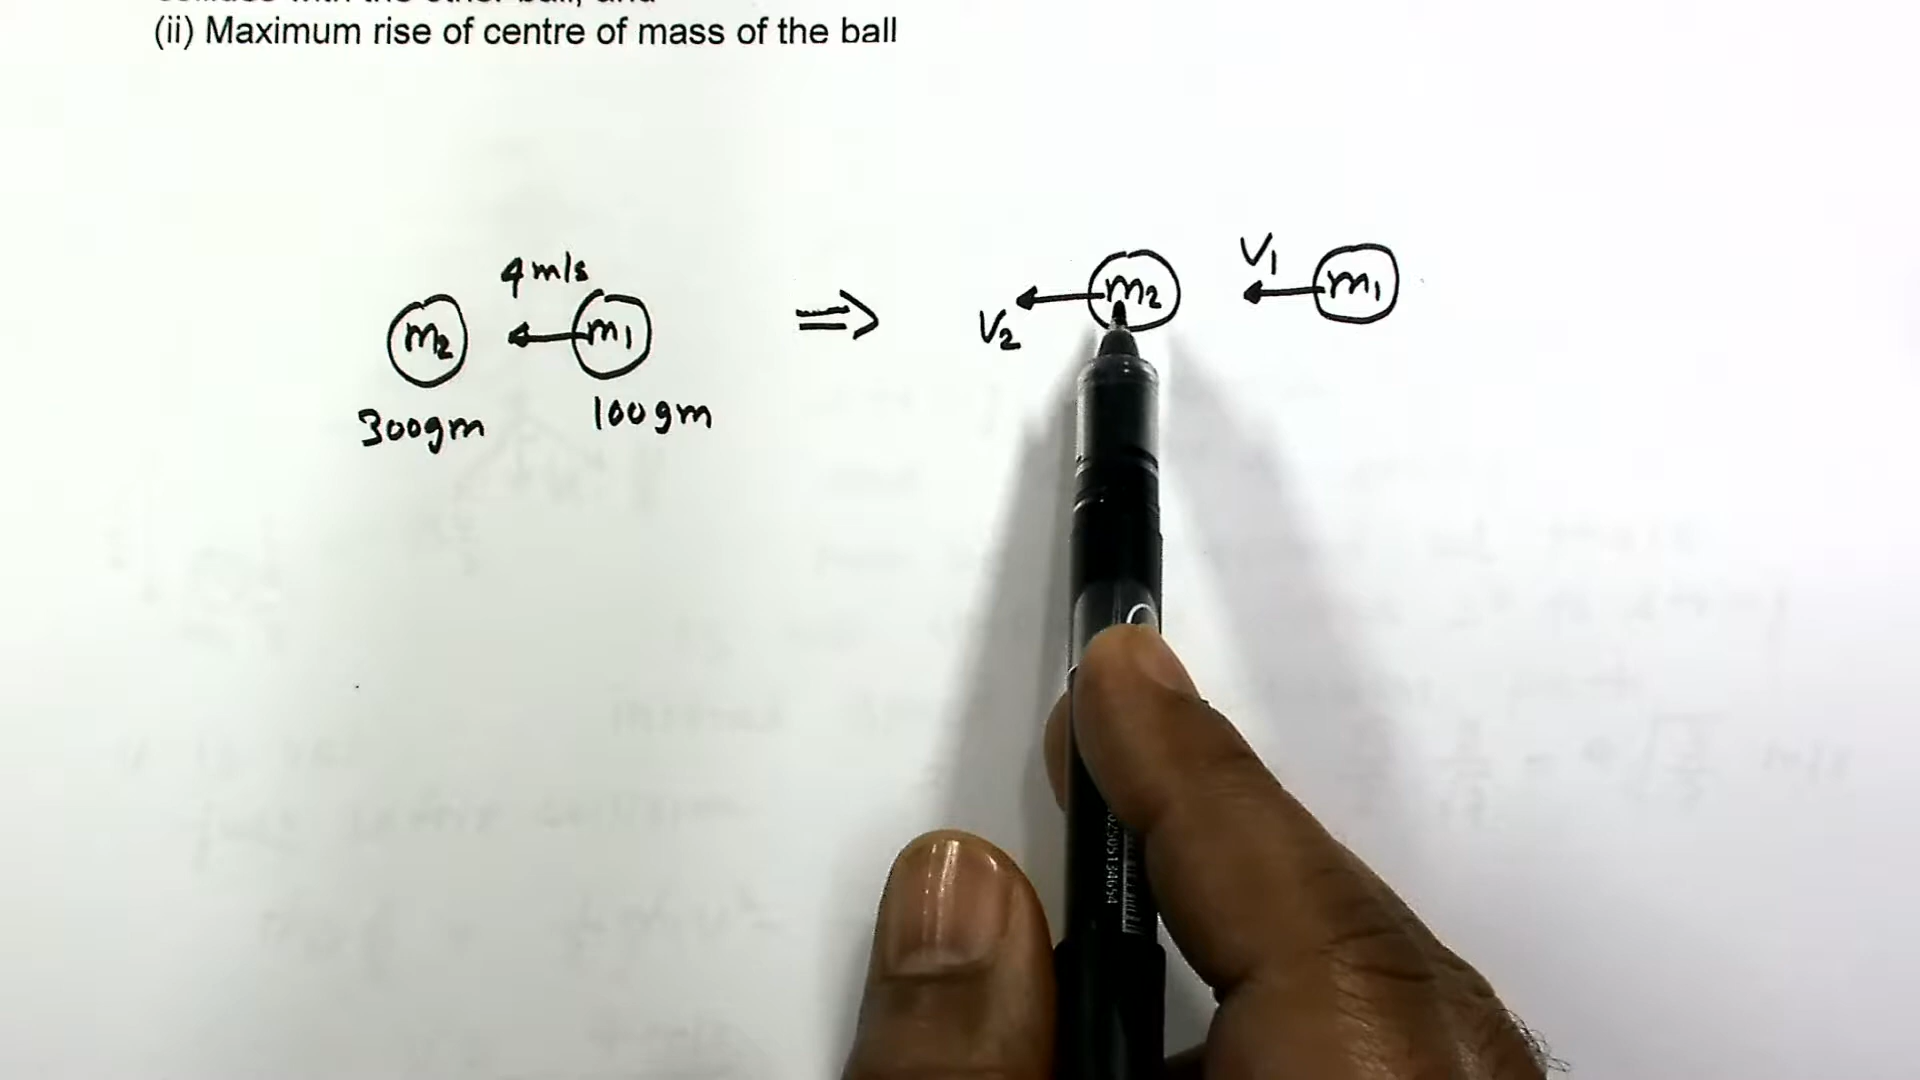 (ii) Maximum rise of centre of mass of the ball
4 m/s
m2 m1
300gm 100gm
⇒
V2 m2 V1 m1